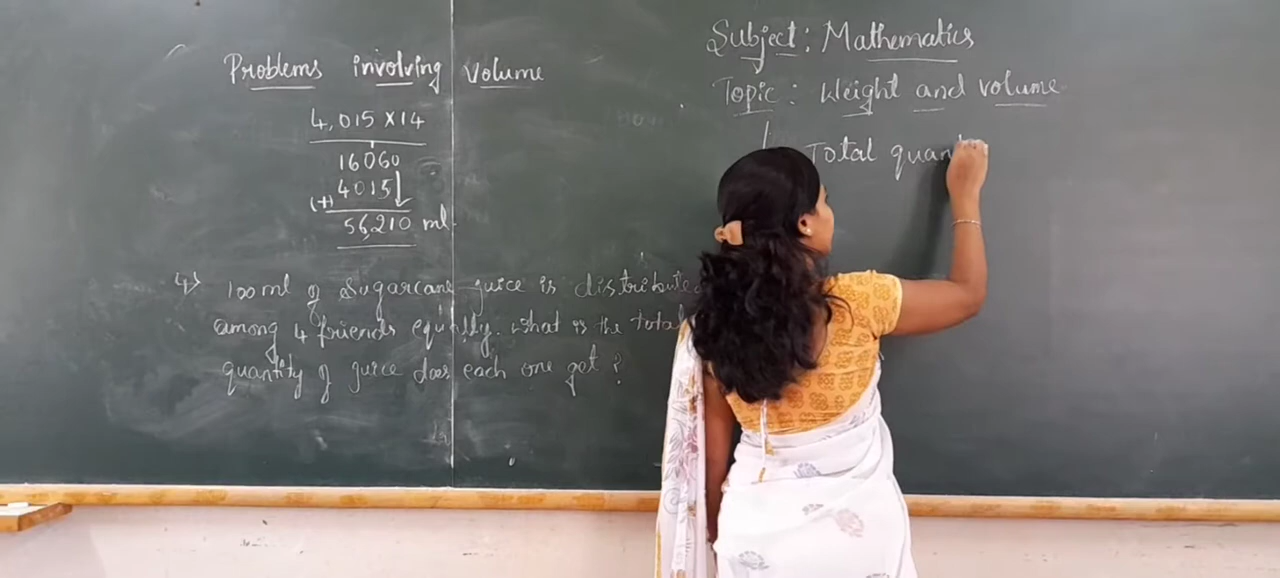 Problems involving Volume
4,015 × 14
16060
4015
(+)
56,210 ml.
4> 100ml of Sugarcane juice is distributed
among 4 friends equally. What is the total
quantity of juice does each one get?
Subject: Mathematics
Topic: Weight and volume
Total quan